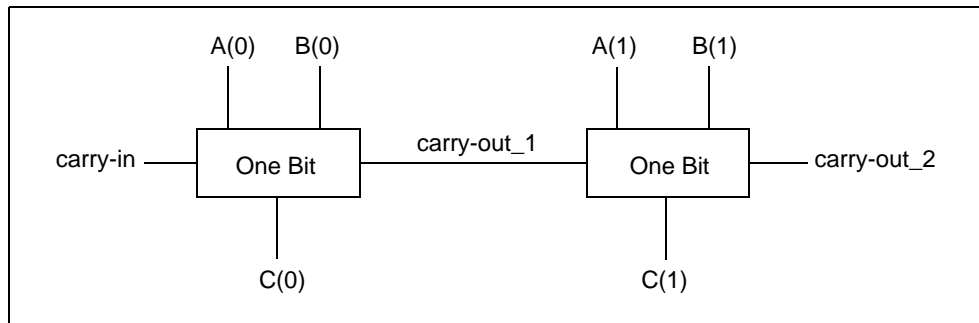 A(0) B(0) A(1) B(1)
carry-in One Bit carry-out_1 One Bit carry-out_2
C(0) C(1)